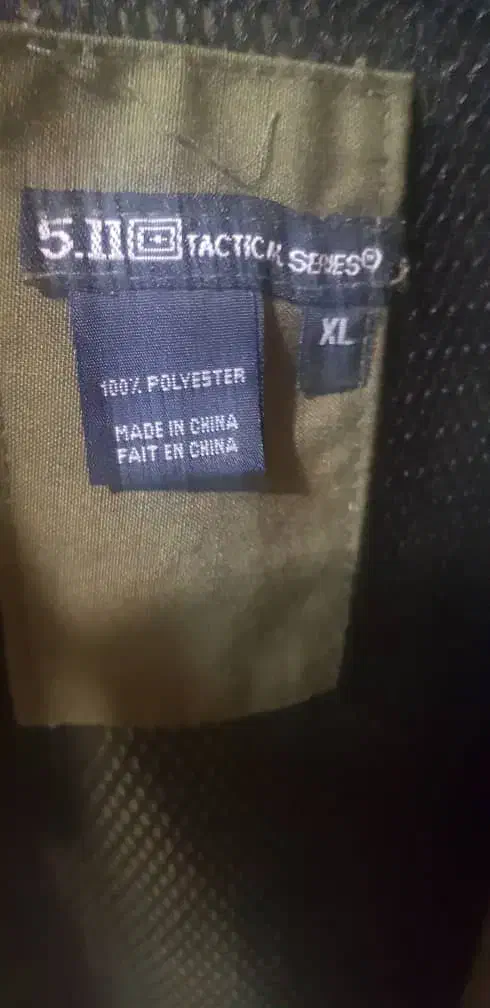 5.11 TACTICAL SERIES®
XL
100% POLYESTER
MADE IN CHINA
FAIT EN CHINA